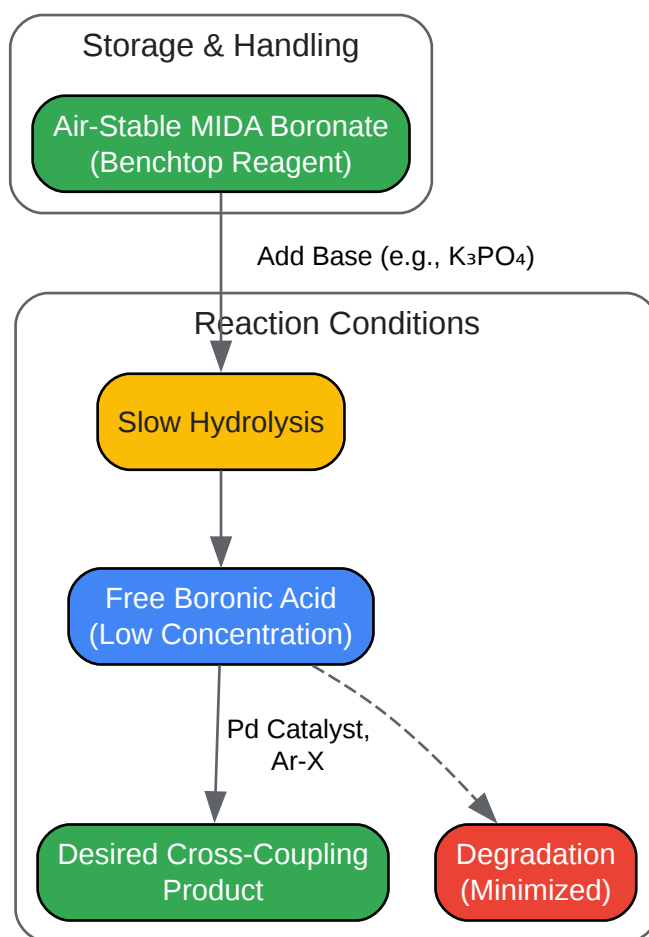 Storage & Handling
Air-Stable MIDA Boronate
(Benchtop Reagent)
Add Base (e.g., K₃PO₄)
Reaction Conditions
Slow Hydrolysis
Free Boronic Acid
(Low Concentration)
Pd Catalyst,
Ar-X
Desired Cross-Coupling
Product
Degradation
(Minimized)